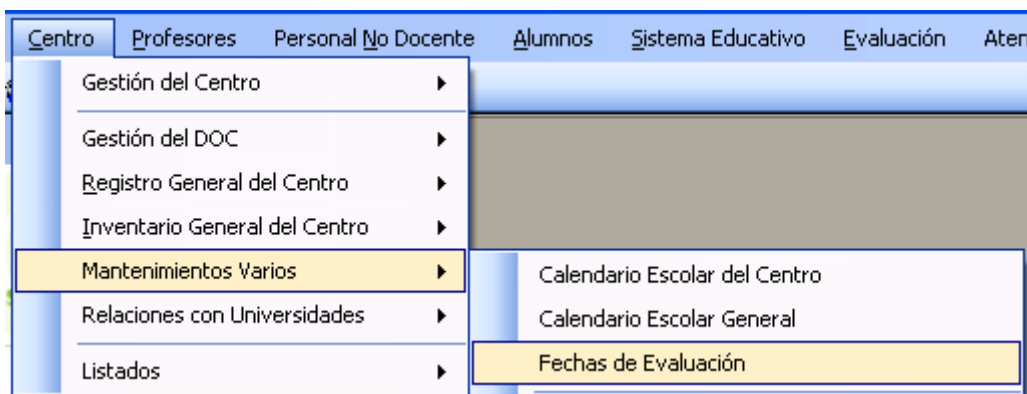 Centro Profesores Personal No Docente Alumnos Sistema Educativo Evaluación Aten
Gestión del Centro
Gestión del DOC
Registro General del Centro
Inventario General del Centro
Mantenimientos Varios
Calendario Escolar del Centro
Relaciones con Universidades
Calendario Escolar General
Fechas de Evaluación
Listados